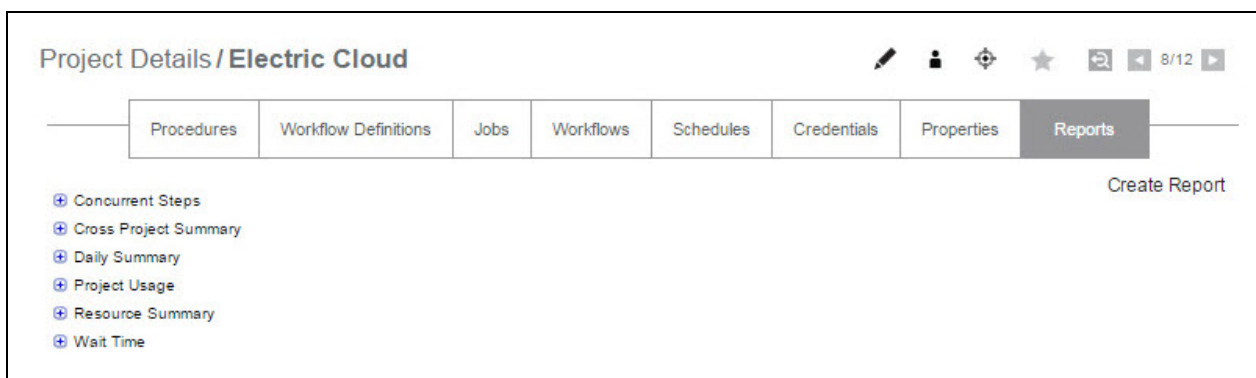 Project Details / Electric Cloud
8/12
Procedures Workflow Definitions Jobs Workflows Schedules Credentials Properties Reports
Create Report
Concurrent Steps
Cross Project Summary
Daily Summary
Project Usage
Resource Summary
Wait Time